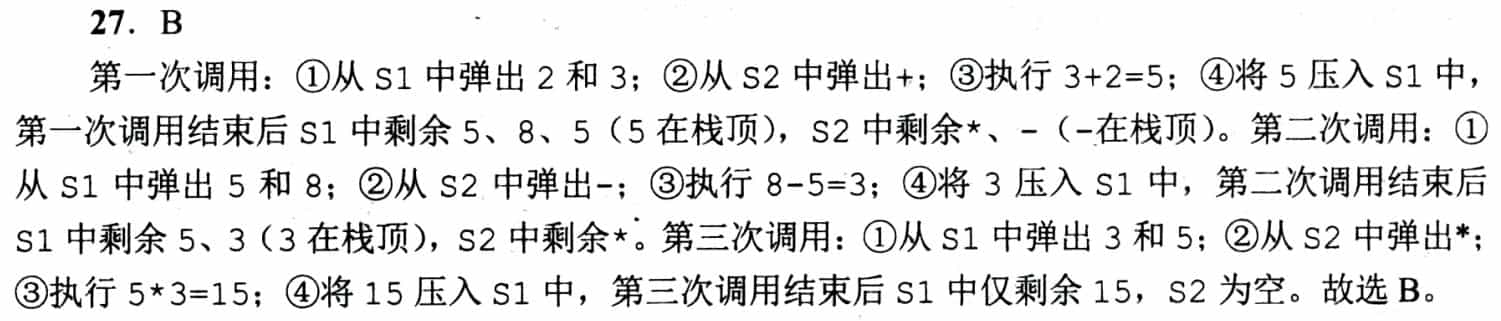 27. B
第一次调用：①从 S1 中弹出 2 和 3；②从 S2 中弹出+；③执行 3+2=5；④将 5 压入 S1 中，
第一次调用结束后 S1 中剩余 5、8、5（5 在栈顶），S2 中剩余*、-（-在栈顶）。第二次调用：①
从 S1 中弹出 5 和 8；②从 S2 中弹出-；③执行 8-5=3；④将 3 压入 S1 中，第二次调用结束后
S1 中剩余 5、3（3 在栈顶），S2 中剩余*。第三次调用：①从 S1 中弹出 3 和 5；②从 S2 中弹出*；
③执行 5*3=15；④将 15 压入 S1 中，第三次调用结束后 S1 中仅剩余 15，S2 为空。故选 B。